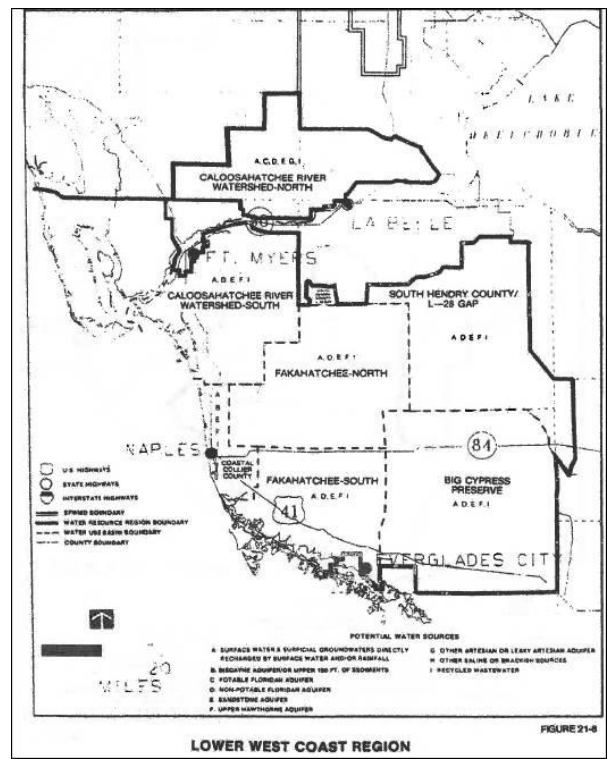 LAKE
OKEECHOBEE
A.C.D.E.G.I
CALOOSAHATCHEE RIVER
WATERSHED-NORTH
80
LA BELLE
FT. MYERS
A.D.E.F.I
CALOOSAHATCHEE RIVER
WATERSHED-SOUTH
SOUTH HENDRY COUNTY/
L-28 GAP
A.D.E.F.I
A.D.E.F.I
FAKAHATCHEE-NORTH
A
B
E
F
NAPLES
84
COASTAL
COLLIER
COUNTY
FAKAHATCHEE-SOUTH
A.D.E.F.I
BIG CYPRESS
PRESERVE
A.D.E.F.I
41
EVERGLADES CITY
U.S. HIGHWAYS
STATE HIGHWAYS
INTERSTATE HIGHWAYS
SFWMD BOUNDARY
WATER RESOURCE REGION BOUNDARY
WATER USE BASIN BOUNDARY
COUNTY BOUNDARY
20
MILES
POTENTIAL WATER SOURCES
A SURFACE WATER & SURFICIAL GROUNDWATERS DIRECTLY
RECHARGED BY SURFACE WATER AND/OR RAINFALL
B BISCAYNE AQUIFER/OR UPPER 150 FT. OF SEDIMENTS
C POTABLE FLORIDAN AQUIFER
D NON-POTABLE FLORIDAN AQUIFER
E SANDSTONE AQUIFER
F UPPER HAWTHORNE AQUIFER
G OTHER ARTESIAN OR LEAKY ARTESIAN AQUIFER
H OTHER SALINE OR BRACKISH SOURCES
I RECYCLED WASTEWATER
FIGURE 21-6
LOWER WEST COAST REGION